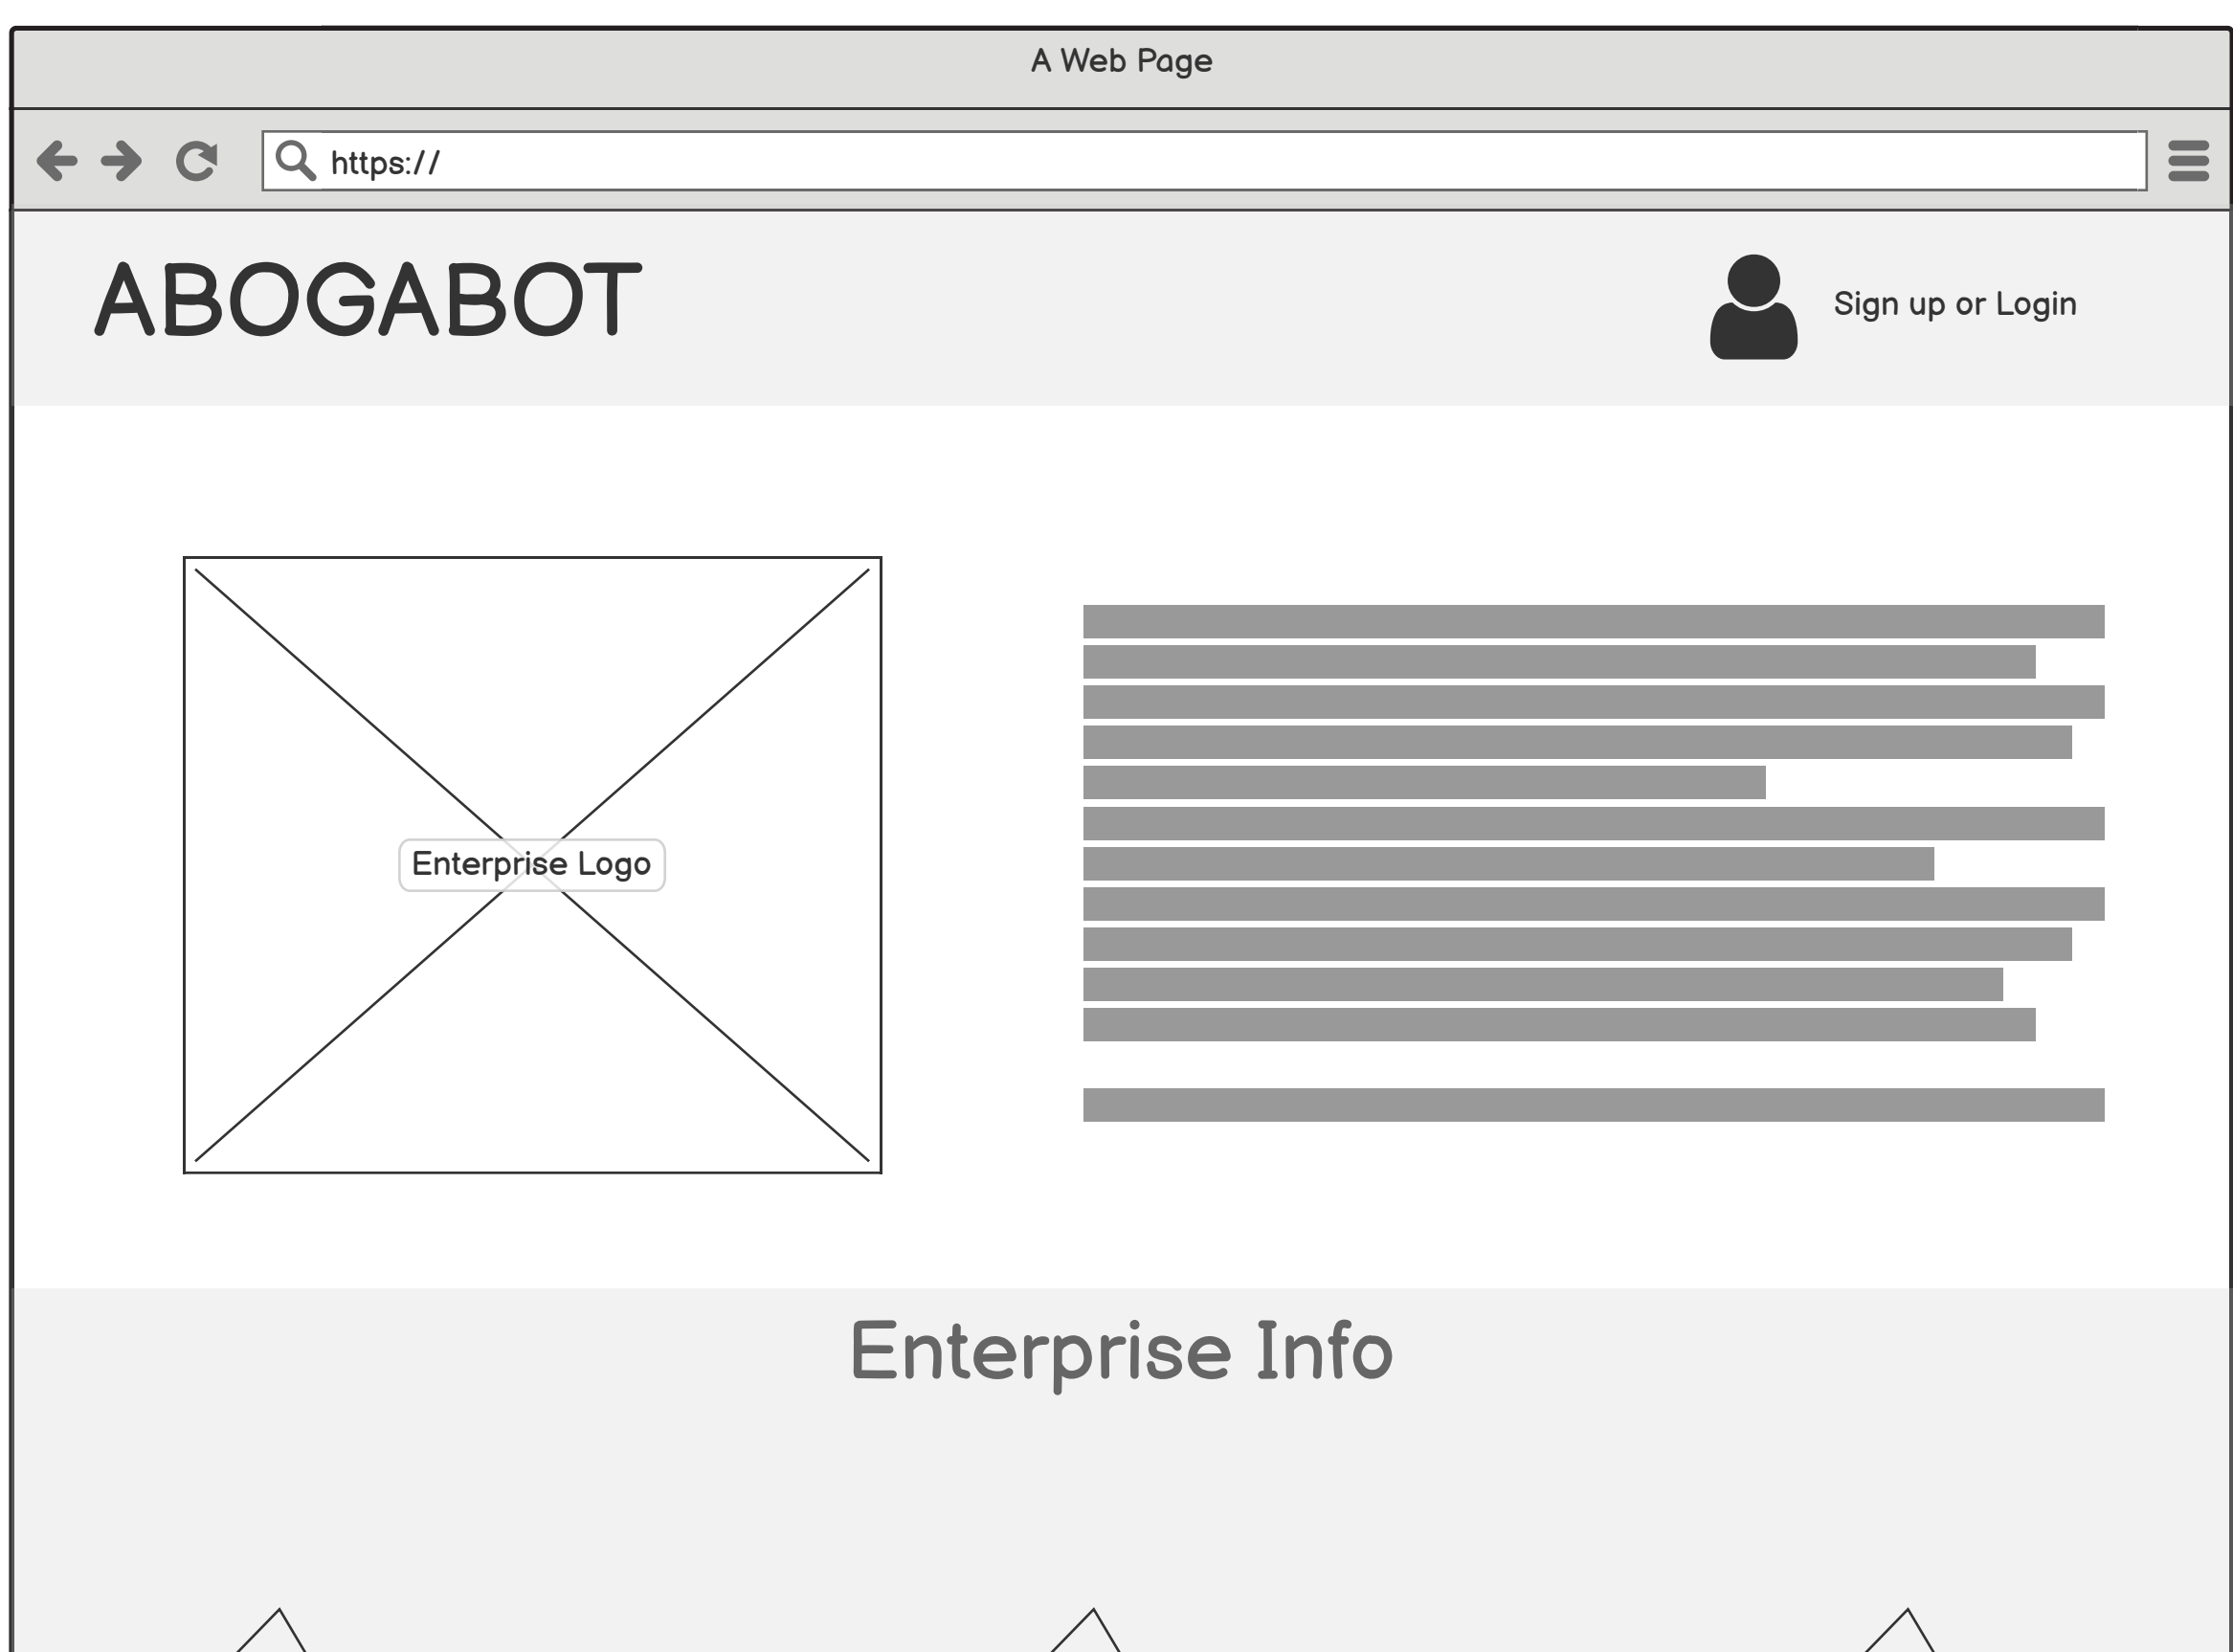 A Web Page
https://
ABOGABOT
Sign up or Login
Enterprise Logo
Enterprise Info